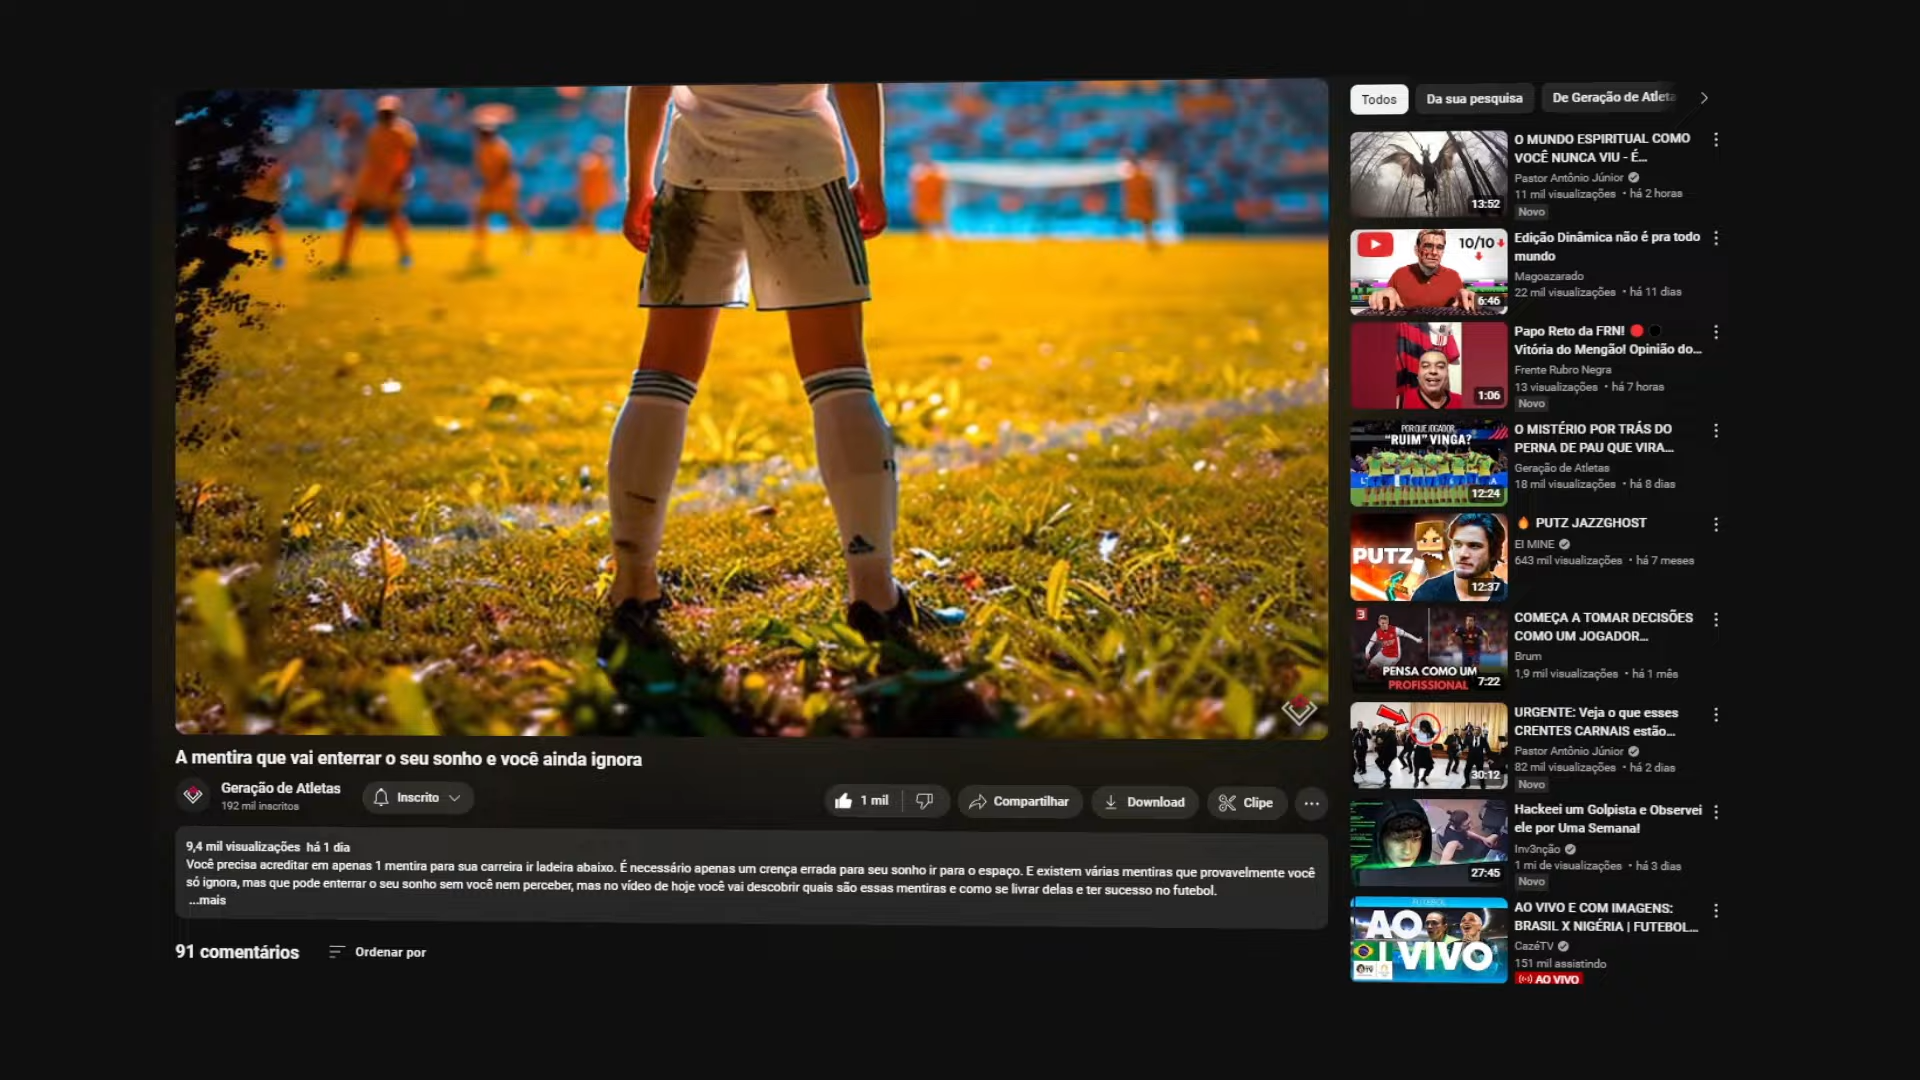 A mentira que vai enterrar o seu sonho e você ainda ignora
Geração de Atletas
192 mil inscritos
Inscrito
1 mil
Compartilhar
Download
Clipe
9,4 mil visualizações há 1 dia
Você precisa acreditar em apenas 1 mentira para sua carreira ir ladeira abaixo. É necessário apenas um crença errada para seu sonho ir para o espaço. E existem várias mentiras que provavelmente você
só ignora, mas que pode enterrar o seu sonho sem você nem perceber, mas no vídeo de hoje você vai descobrir quais são essas mentiras e como se livrar delas e ter sucesso no futebol.
...mais
91 comentários
Ordenar por
Todos
Da sua pesquisa
De Geração de Atleta
13:52
O MUNDO ESPIRITUAL COMO
VOCÊ NUNCA VIU - É...
Pastor Antônio Júnior
11 mil visualizações • há 2 horas
Novo
10/10
6:46
Edição Dinâmica não é pra todo
mundo
Magoazarado
22 mil visualizações • há 11 dias
1:06
Papo Reto da FRN!
Vitória do Mengão! Opinião do...
Frente Rubro Negra
13 visualizações • há 7 horas
Novo
POR QUE JOGADOR
"RUIM" VINGA?
12:24
O MISTÉRIO POR TRÁS DO
PERNA DE PAU QUE VIRA...
Geração de Atletas
18 mil visualizações • há 8 dias
PUTZ
12:37
PUTZ JAZZGHOST
El MINE
643 mil visualizações • há 7 meses
3
PENSA COMO UM
PROFISSIONAL
7:22
COMEÇA A TOMAR DECISÕES
COMO UM JOGADOR...
Brum
1,9 mil visualizações • há 1 mês
30:12
URGENTE: Veja o que esses
CRENTES CARNAIS estão...
Pastor Antônio Júnior
82 mil visualizações • há 2 dias
Novo
27:45
Hackeei um Golpista e Observei
ele por Uma Semana!
Inv3nção
1 mi de visualizações • há 3 dias
Novo
FUTEBOL
AO
VIVO
AO VIVO E COM IMAGENS:
BRASIL X NIGÉRIA | FUTEBOL...
CazéTV
151 mil assistindo
AO VIVO